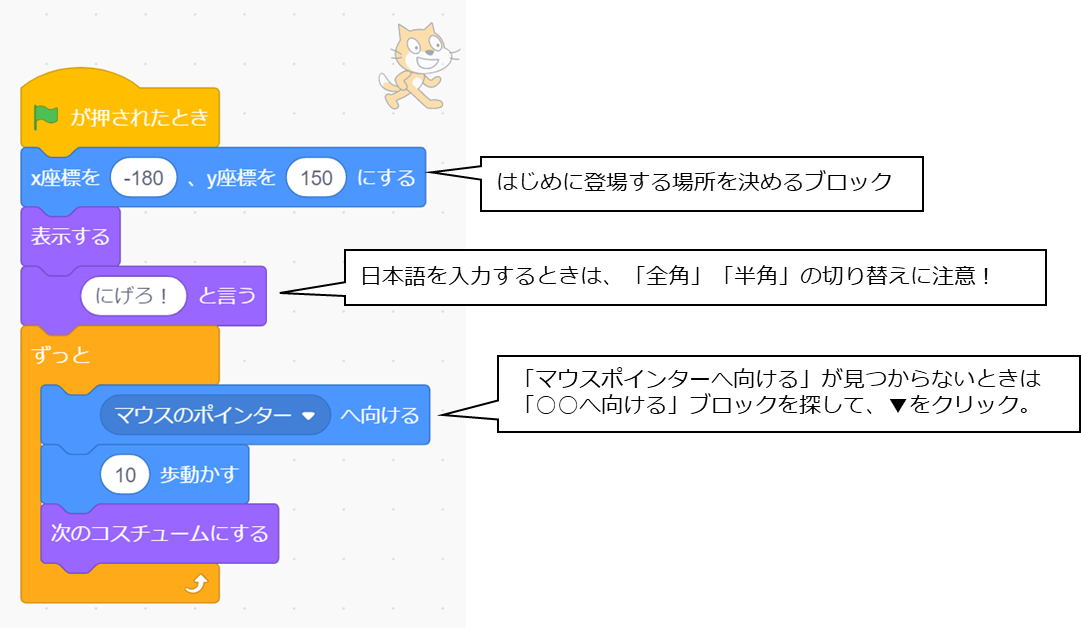 が押されたとき
x座標を -180 、y座標を 150 にする
はじめに登場する場所を決めるブロック
表示する
にげろ！ と言う
日本語を入力するときは、「全角」「半角」の切り替えに注意！
ずっと
マウスのポインター へ向ける
「マウスポインターへ向ける」が見つからないときは
「○○へ向ける」ブロックを探して、▼をクリック。
10 歩動かす
次のコスチュームにする